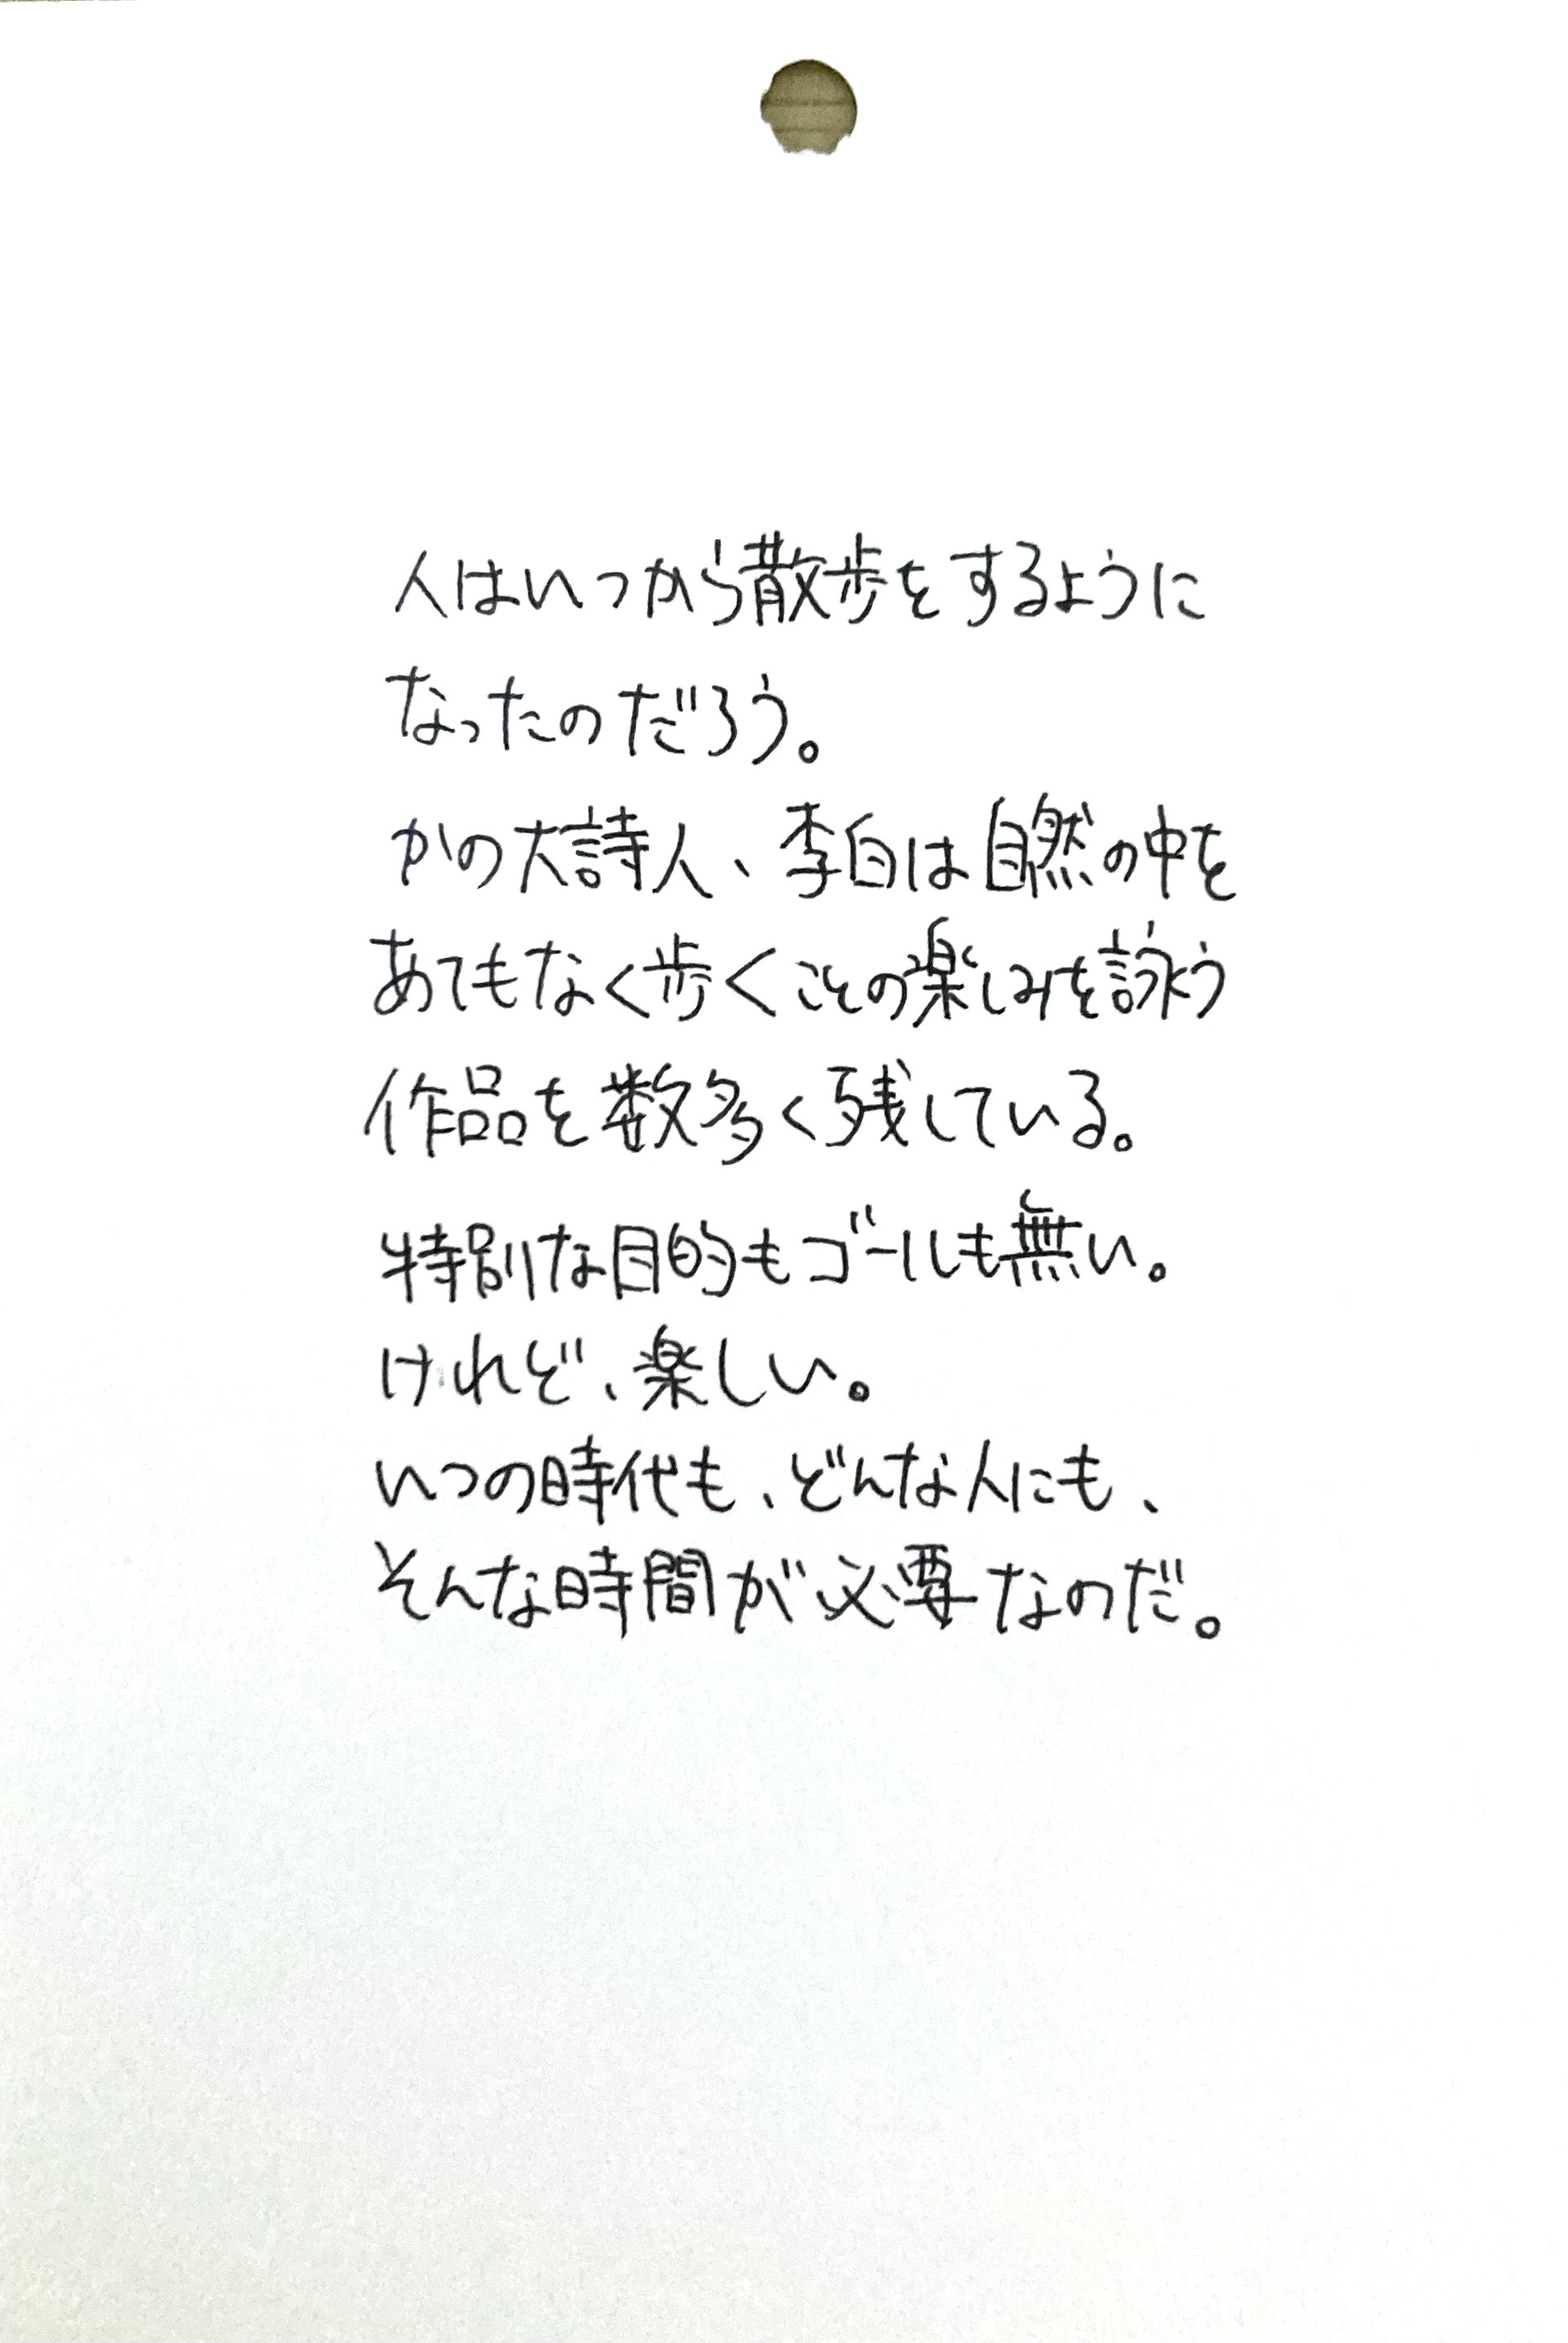 人はいつから散歩をするように
なったのだろう。
かの大詩人、李白は自然の中を
あてもなく歩くことの楽しみを詠う
作品を数多く残している。
特別な目的もゴールも無い。
けれど、楽しい。
いつの時代も、どんな人にも、
そんな時間が必要なのだ。